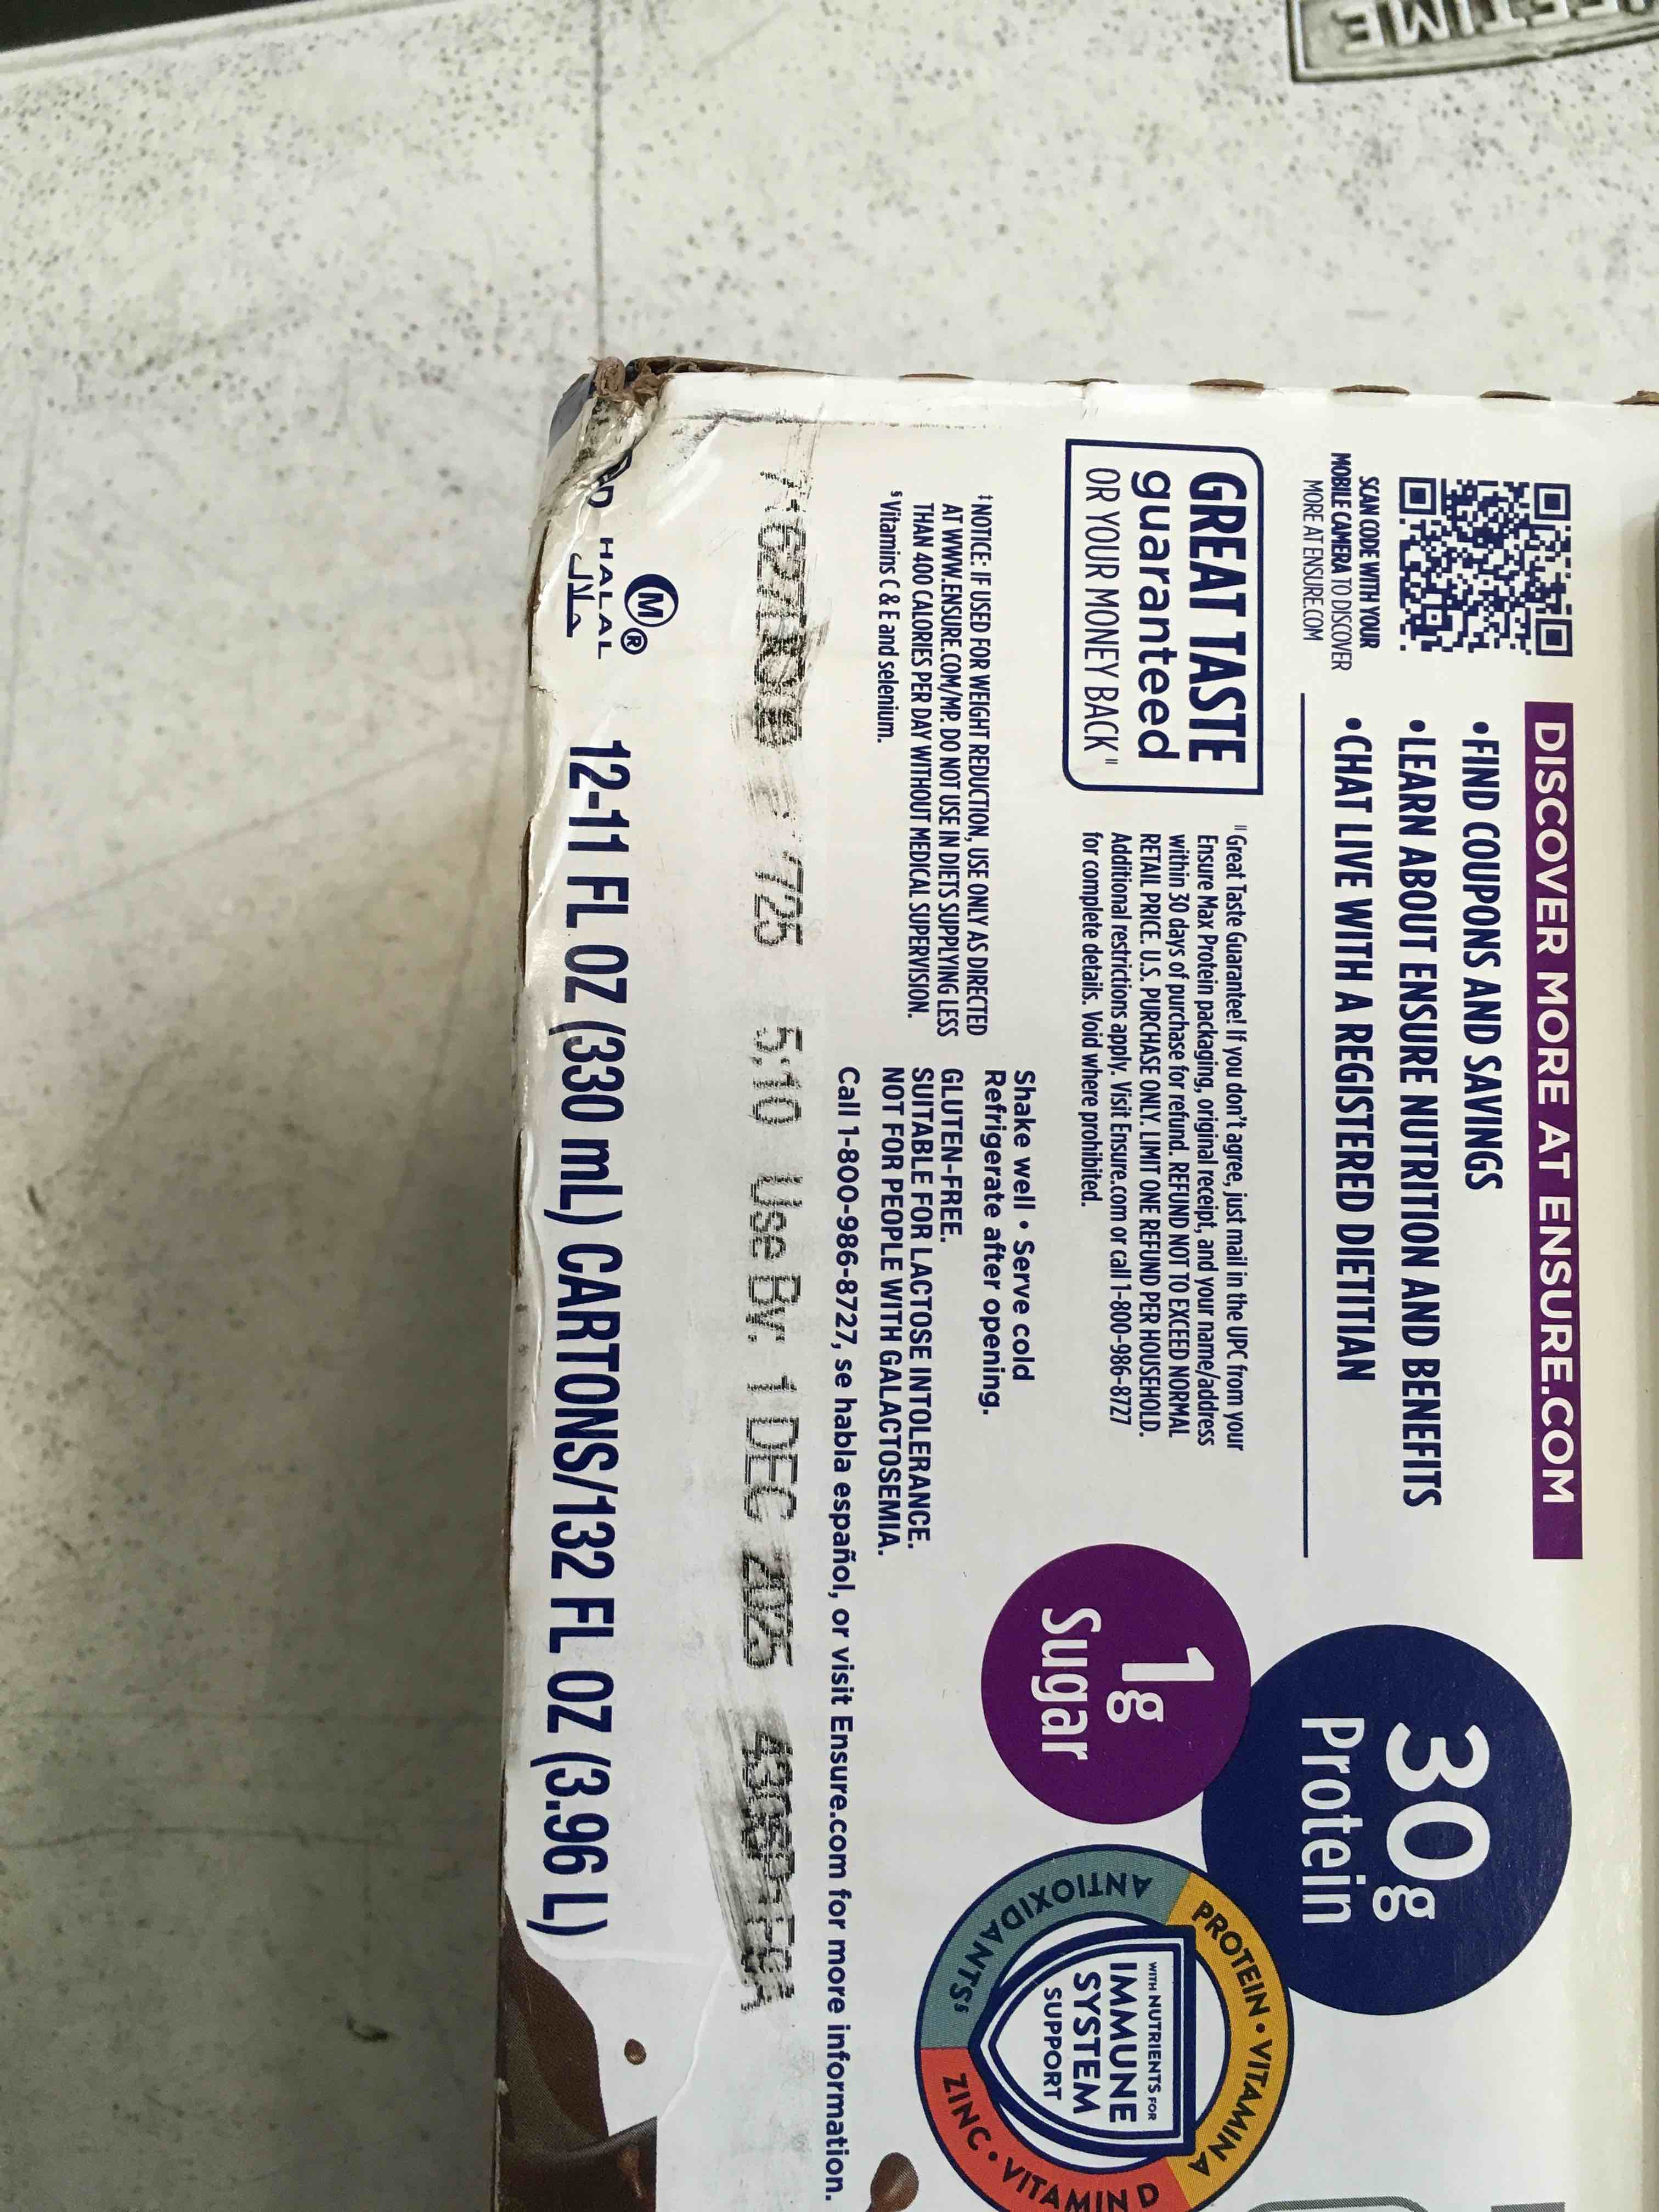 DISCOVER MORE AT ENSURE.COM
•FIND COUPONS AND SAVINGS
•LEARN ABOUT ENSURE NUTRITION AND BENEFITS
•CHAT LIVE WITH A REGISTERED DIETITIAN
SCAN CODE WITH YOUR
MOBILE CAMERA TO DISCOVER
MORE AT ENSURE.COM
GREAT TASTE
guaranteed
OR YOUR MONEY BACK"
"Great Taste Guarantee! If you don't agree, just mail in the UPC from your
Ensure Max Protein packaging, original receipt, and your name/address
within 30 days of purchase for refund. REFUND NOT TO EXCEED NORMAL
RETAIL PRICE. U.S. PURCHASE ONLY. LIMIT ONE REFUND PER HOUSEHOLD.
Additional restrictions apply. Visit Ensure.com or call 1-800-986-8727
for complete details. Void where prohibited.
‡NOTICE: IF USED FOR WEIGHT REDUCTION, USE ONLY AS DIRECTED
AT WWW.ENSURE.COM/MP. DO NOT USE IN DIETS SUPPLYING LESS
THAN 400 CALORIES PER DAY WITHOUT MEDICAL SUPERVISION.
§Vitamins C & E and selenium.
Shake well • Serve cold
Refrigerate after opening.
GLUTEN-FREE.
SUITABLE FOR LACTOSE INTOLERANCE.
NOT FOR PEOPLE WITH GALACTOSEMIA.
Call 1-800-986-8727, se habla español, or visit Ensure.com for more information.
30g
Protein
1g
Sugar
PROTEIN • VITAMIN A
ANTIOXIDANTS§
ZINC • VITAMIN D
WITH NUTRIENTS FOR
IMMUNE
SYSTEM
SUPPORT
725 5:10 Use By: 1 DEC 2025
M®
HALAL
حلال
12-11 FL OZ (330 mL) CARTONS/132 FL OZ (3.96 L)